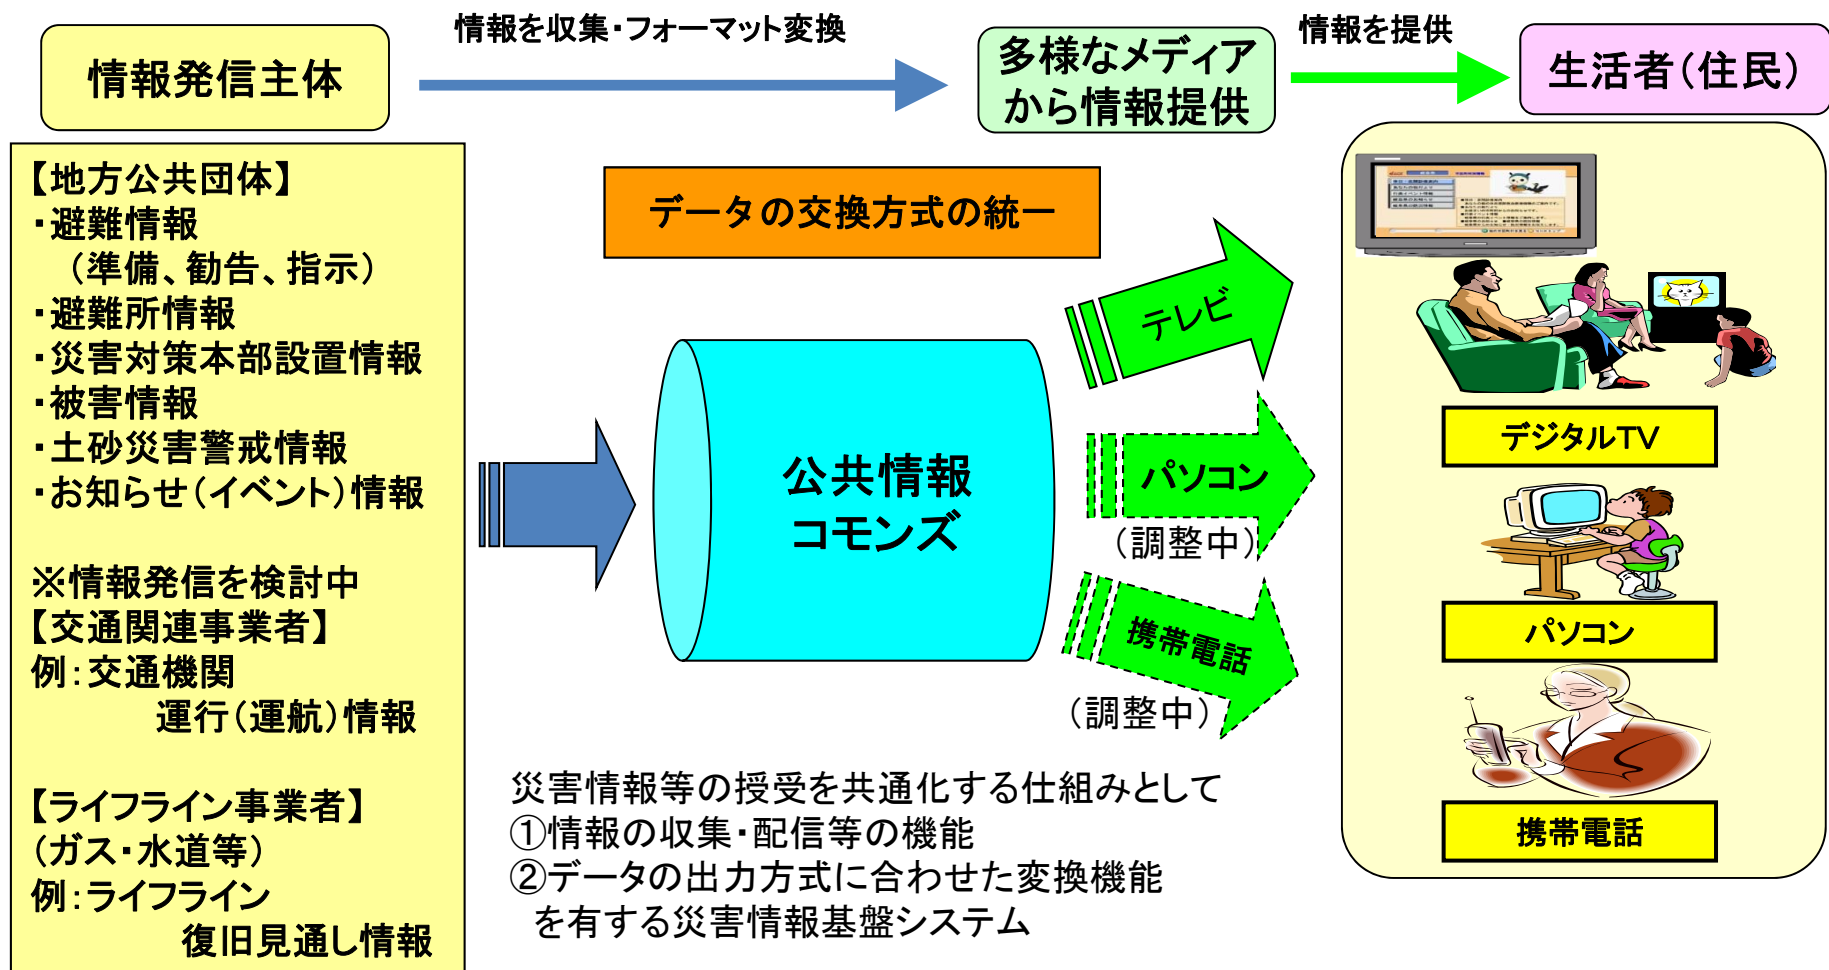 情報を収集・フォーマット変換
情報を提供
情報発信主体
多様なメディア
から情報提供
生活者（住民）
【地方公共団体】
・避難情報
（準備、勧告、指示）
・避難所情報
・災害対策本部設置情報
・被害情報
・土砂災害警戒情報
・お知らせ（イベント）情報
※情報発信を検討中
【交通関連事業者】
例：交通機関
運行（運航）情報
【ライフライン事業者】
（ガス・水道等）
例：ライフライン
復旧見通し情報
データの交換方式の統一
公共情報
コモンズ
テレビ
パソコン
（調整中）
携帯電話
（調整中）
災害情報等の授受を共通化する仕組みとして
①情報の収集・配信等の機能
②データの出力方式に合わせた変換機能
を有する災害情報基盤システム
デジタルTV
パソコン
携帯電話